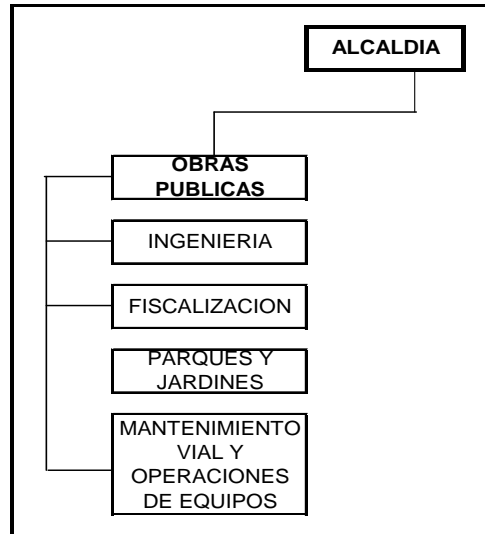 ALCALDIA
OBRAS
PUBLICAS
INGENIERIA
FISCALIZACION
PARQUES Y
JARDINES
MANTENIMIENTO
VIAL Y
OPERACIONES
DE EQUIPOS